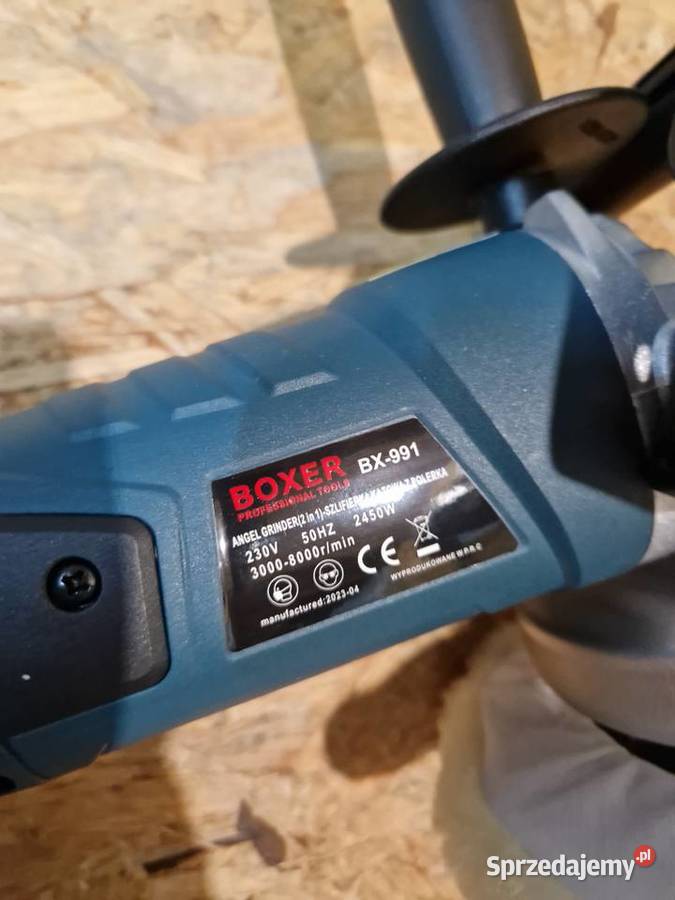 BOXER BX-991
PROFESSIONAL TOOLS
ANGEL GRINDER(2 in 1)-SZLIFIERKA KATOWA Z POLERKA
230V 50HZ 2450W
3000-8000r/min
CE
WYPRODUKOWANE W P.R.C
manufactured:2023-04
Sprzedajemy.pl